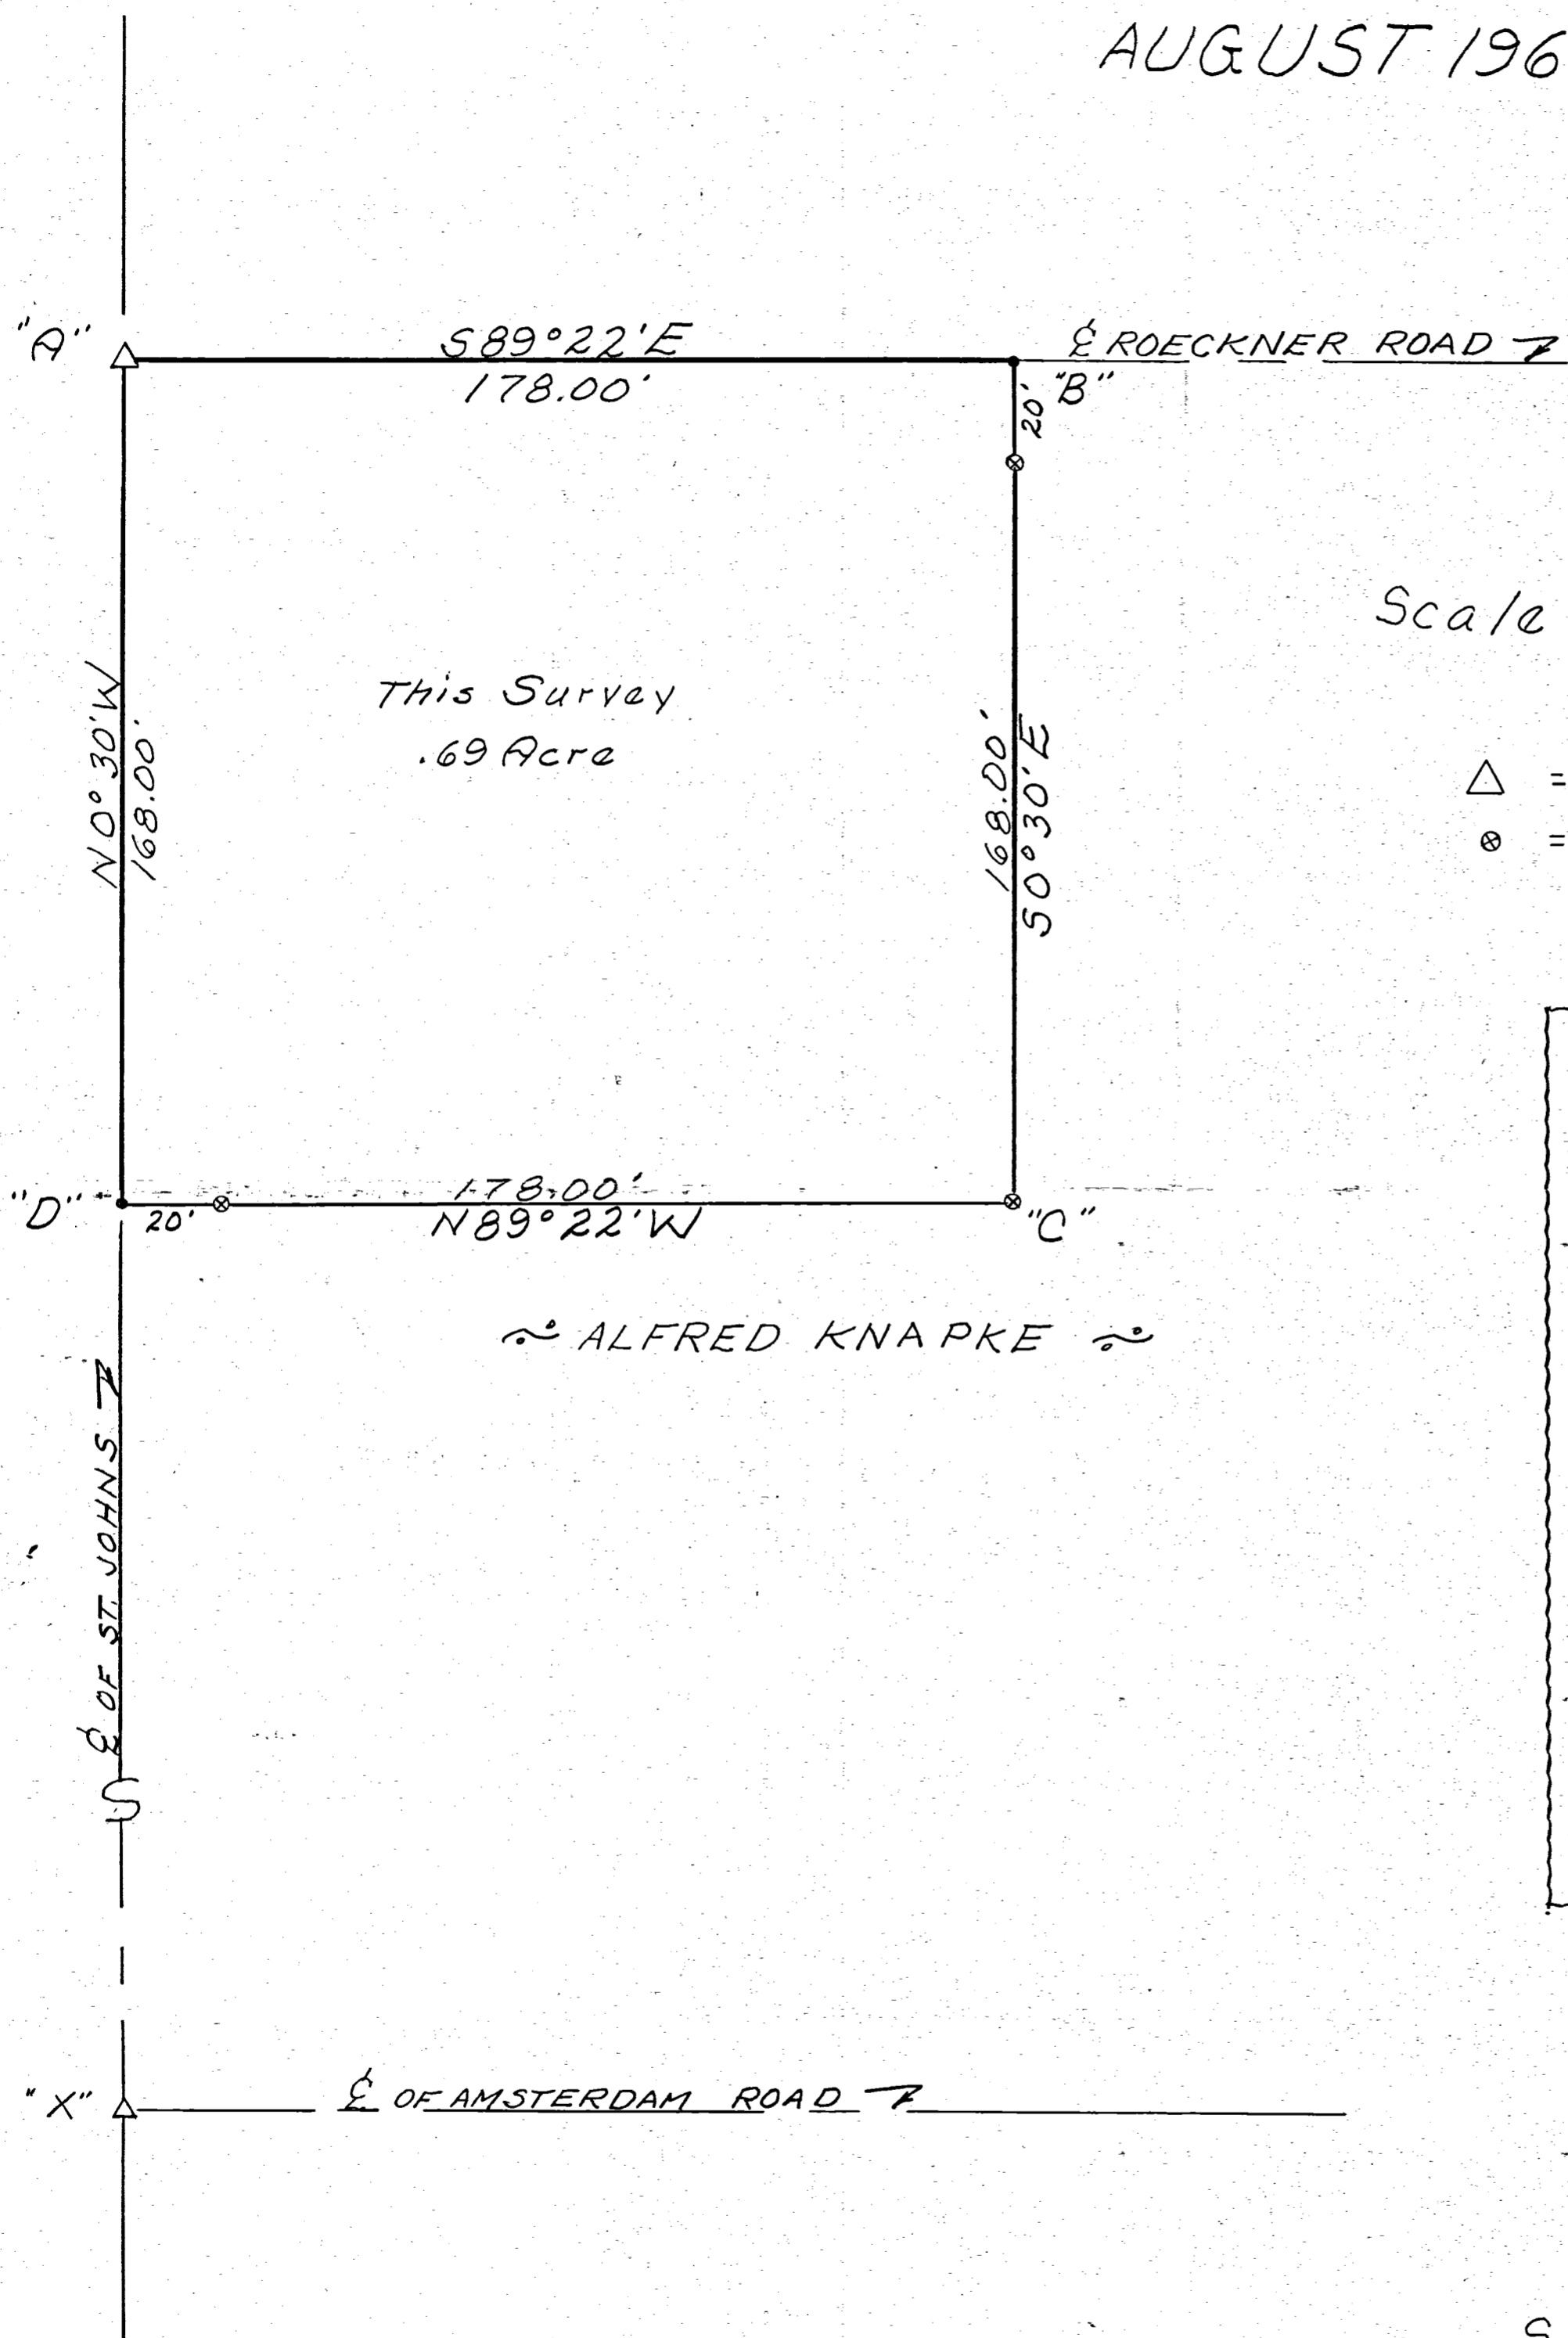 AUGUST 196
"A"
S89°22'E
178.00'
℄ ROECKNER ROAD
"B"
20'
Scale
This Survey
.69 Acre
N0°30'W
168.00'
168.00'
S0°30'E
△ =
⊗ =
"D"
20'
178.00'
N89°22'W
"C"
~ ALFRED KNAPKE ~
℄ OF ST. JOHNS
"X"
℄ OF AMSTERDAM ROAD
S